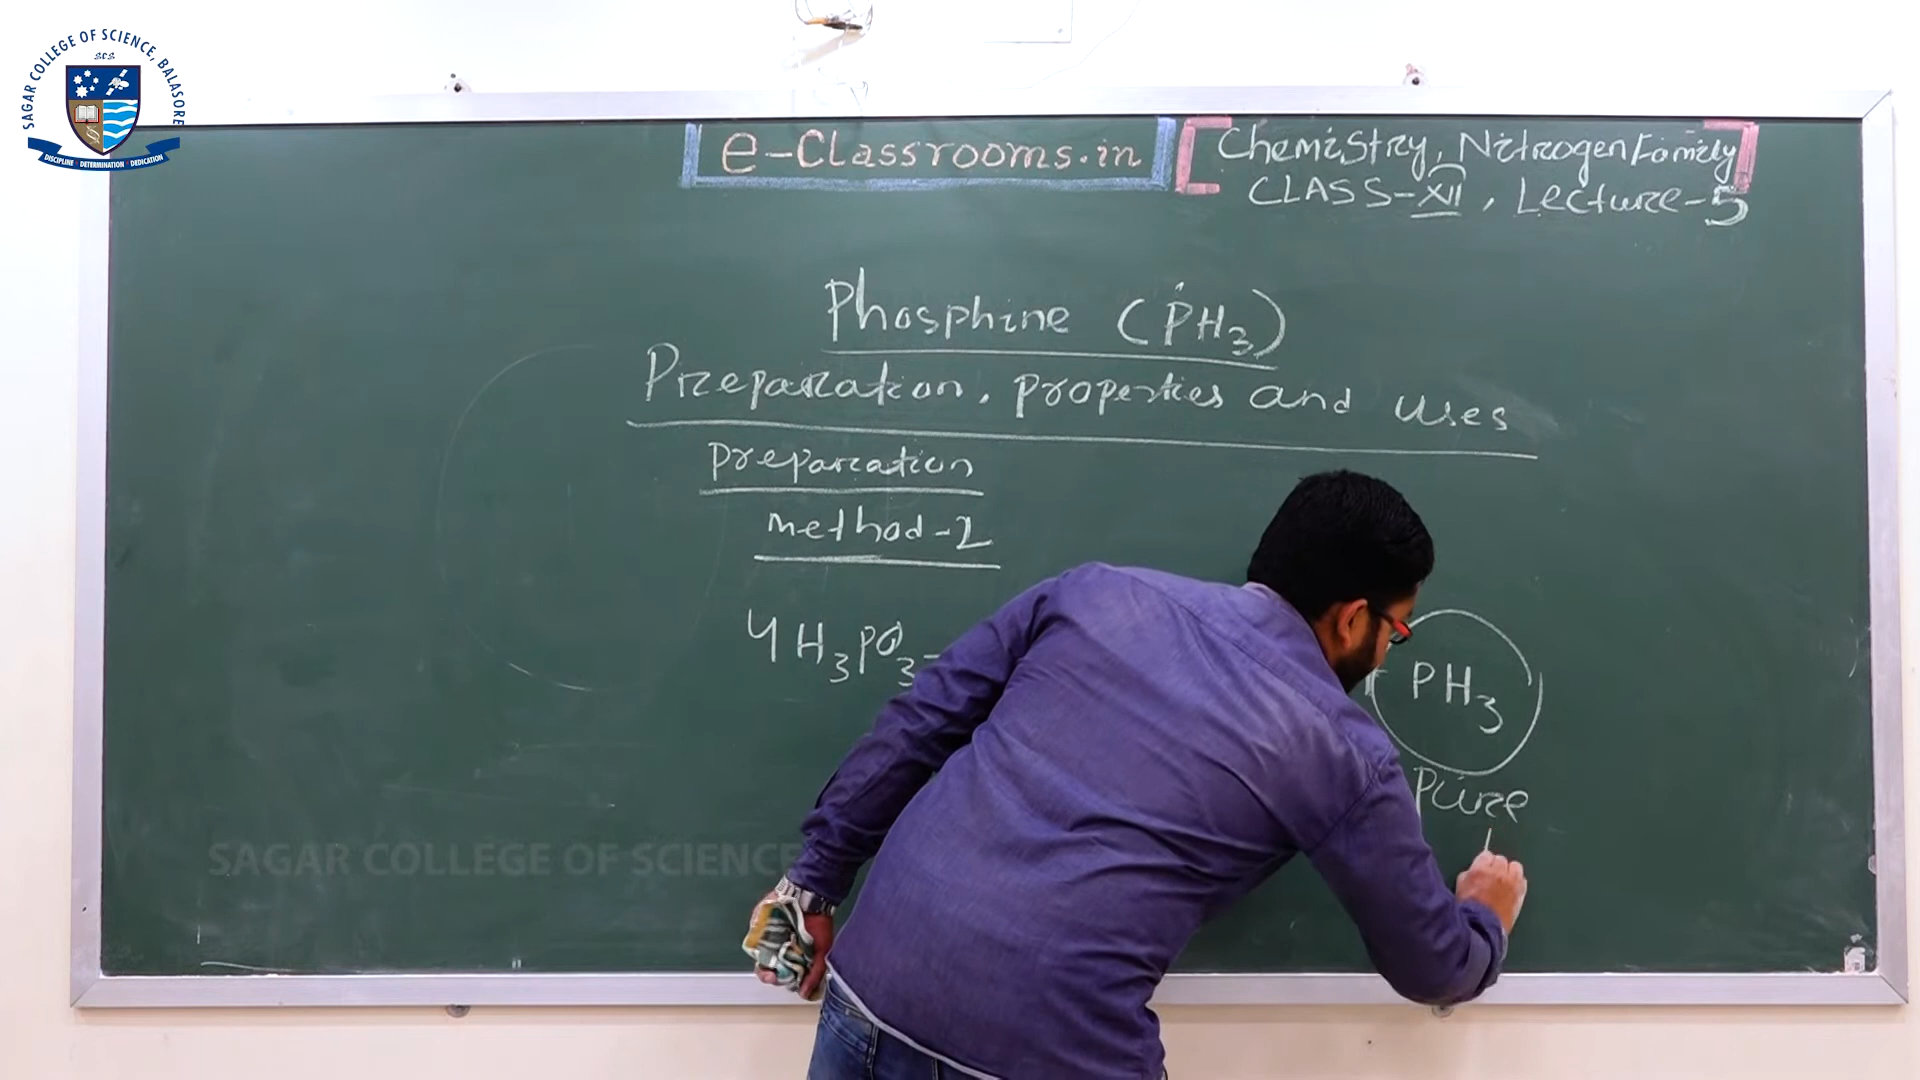 SAGAR COLLEGE OF SCIENCE, BALASORE
SCS
DISCIPLINE DETERMINATION DEDICATION
e-Classrooms.in
Chemistry, Nitrogen Family
CLASS-XII, Lecture-5
Phosphine (PH3)
Preparation, properties and uses
preparation
method-2
4H3PO3
PH3
Pure
SAGAR COLLEGE OF SCIENCE